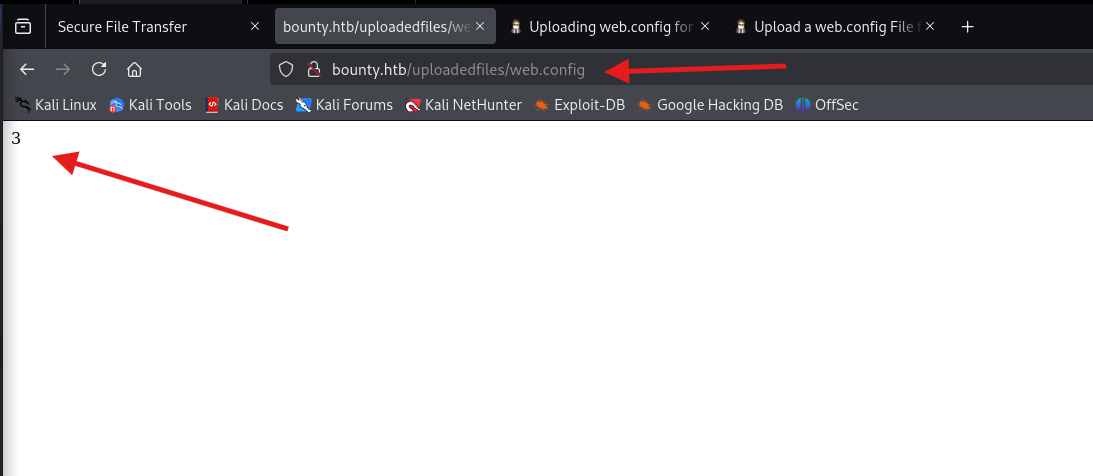 Secure File Transfer
bounty.htb/uploadedfiles/we
Uploading web.config for
Upload a web.config File f
bounty.htb/uploadedfiles/web.config
Kali Linux
Kali Tools
Kali Docs
Kali Forums
Kali NetHunter
Exploit-DB
Google Hacking DB
OffSec
3